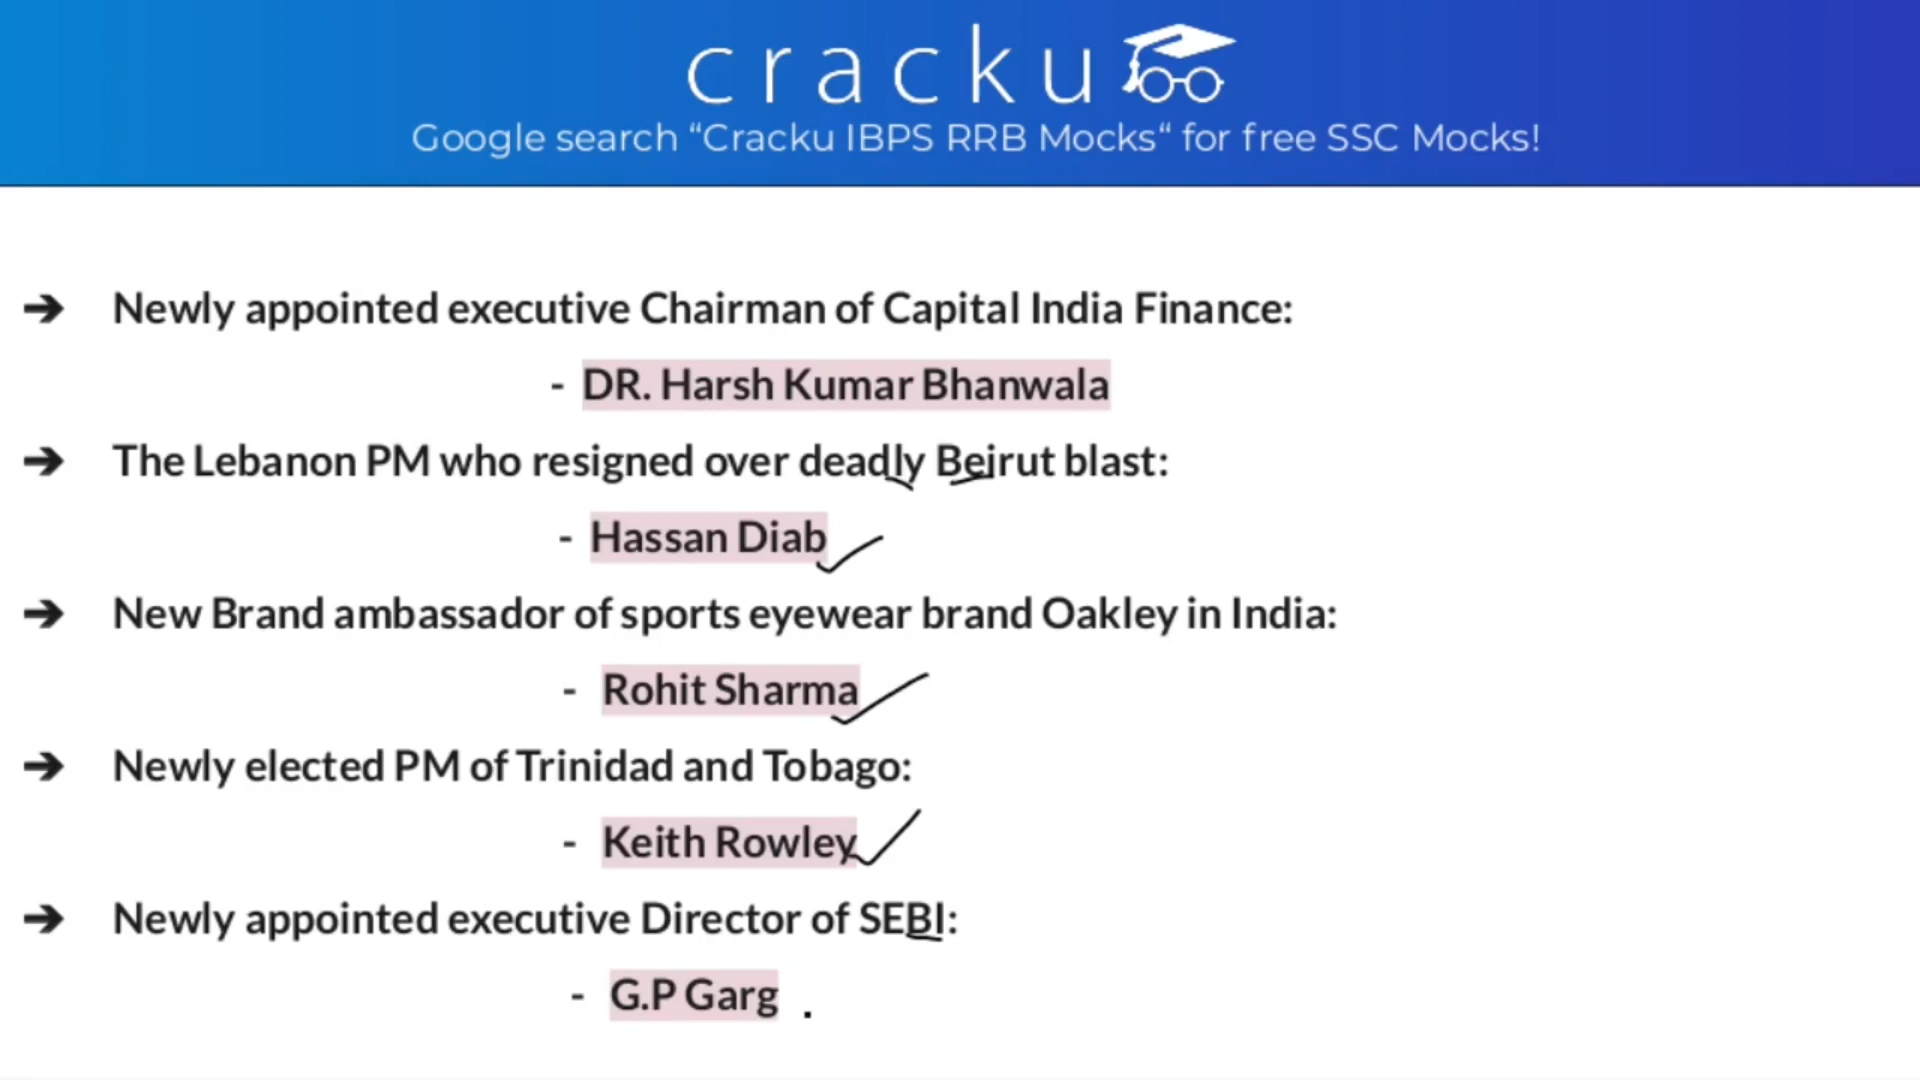 cracku
Google search “Cracku IBPS RRB Mocks“ for free SSC Mocks!
➔ Newly appointed executive Chairman of Capital India Finance:
- DR. Harsh Kumar Bhanwala
➔ The Lebanon PM who resigned over deadly Beirut blast:
- Hassan Diab
➔ New Brand ambassador of sports eyewear brand Oakley in India:
- Rohit Sharma
➔ Newly elected PM of Trinidad and Tobago:
- Keith Rowley
➔ Newly appointed executive Director of SEBI:
- G.P Garg .